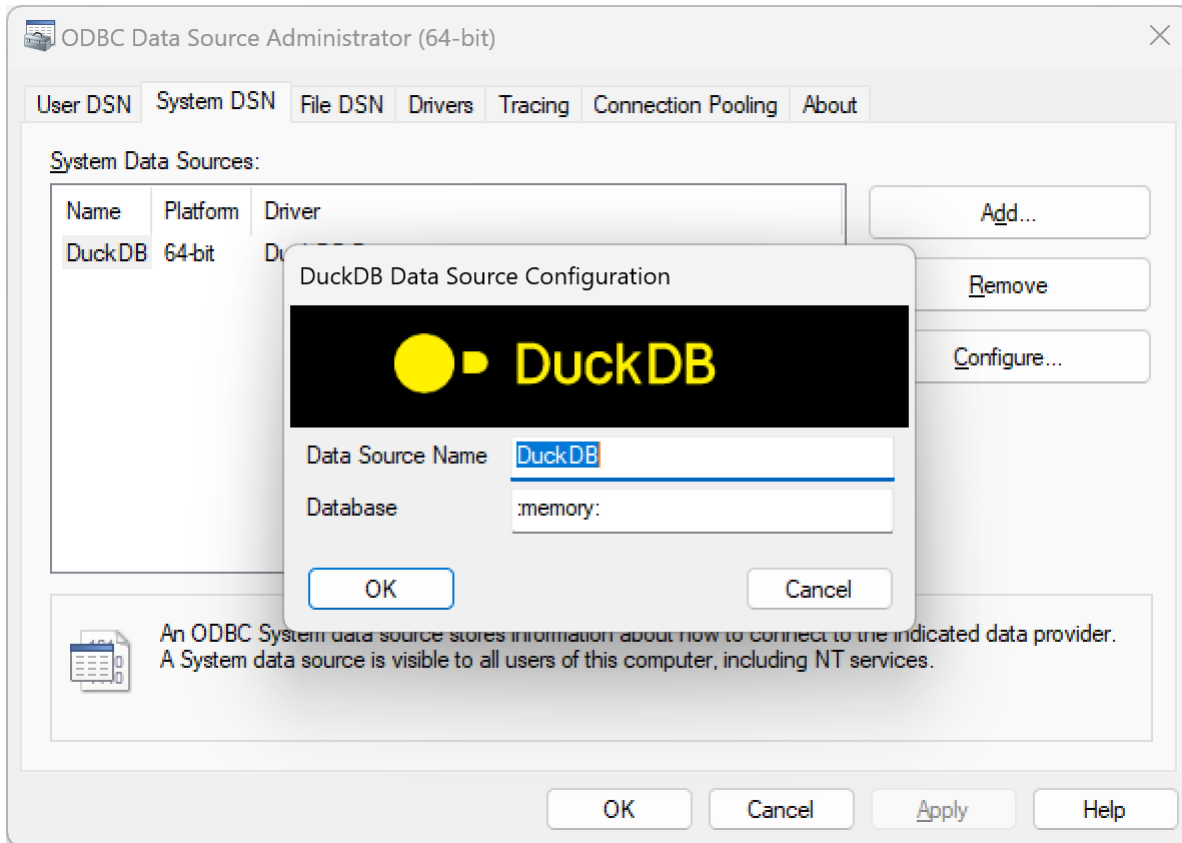 ODBC Data Source Administrator (64-bit)
User DSN System DSN File DSN Drivers Tracing Connection Pooling About
System Data Sources:
Name Platform Driver
DuckDB 64-bit
Add...
Remove
Configure...
DuckDB Data Source Configuration
DuckDB
Data Source Name DuckDB
Database :memory:
OK Cancel
An ODBC System data source stores information about how to connect to the indicated data provider.
A System data source is visible to all users of this computer, including NT services.
OK Cancel Apply Help